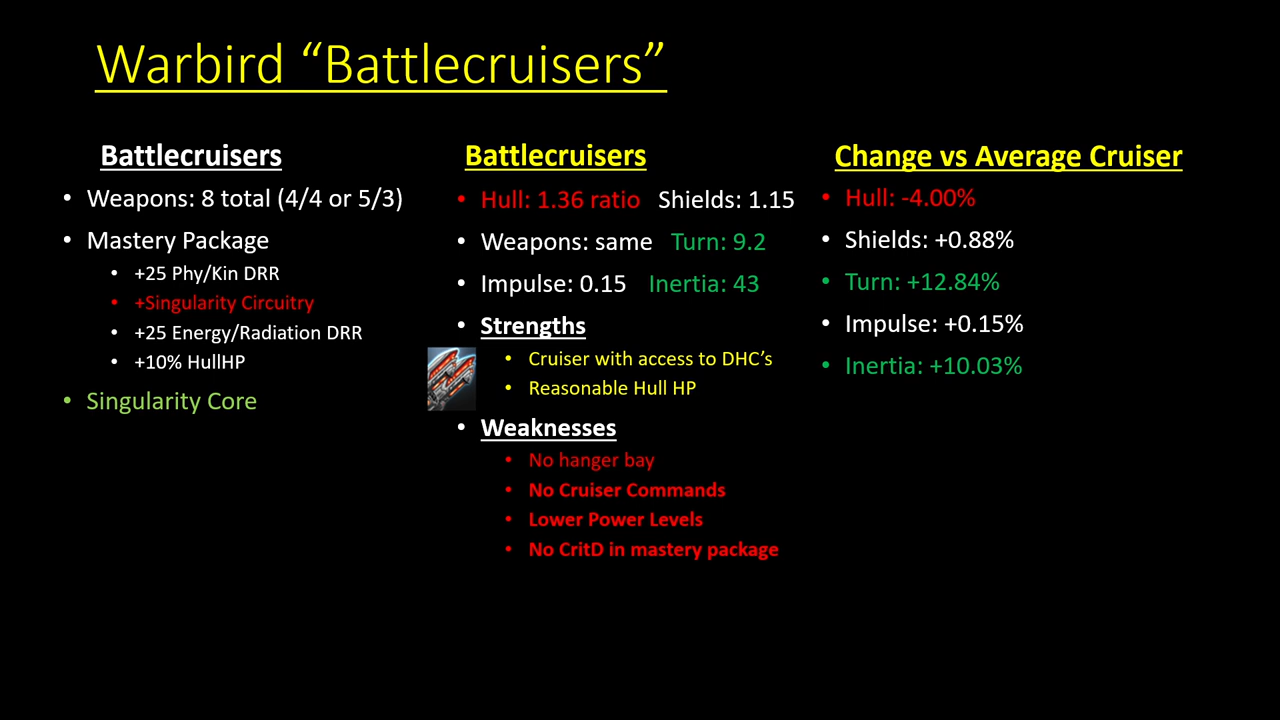 Warbird “Battlecruisers”
Battlecruisers
• Weapons: 8 total (4/4 or 5/3)
• Mastery Package
• +25 Phy/Kin DRR
• +Singularity Circuitry
• +25 Energy/Radiation DRR
• +10% HullHP
• Singularity Core
Battlecruisers
• Hull: 1.36 ratio Shields: 1.15
• Weapons: same Turn: 9.2
• Impulse: 0.15 Inertia: 43
• Strengths
• Cruiser with access to DHC’s
• Reasonable Hull HP
• Weaknesses
• No hanger bay
• No Cruiser Commands
• Lower Power Levels
• No CritD in mastery package
Change vs Average Cruiser
• Hull: -4.00%
• Shields: +0.88%
• Turn: +12.84%
• Impulse: +0.15%
• Inertia: +10.03%